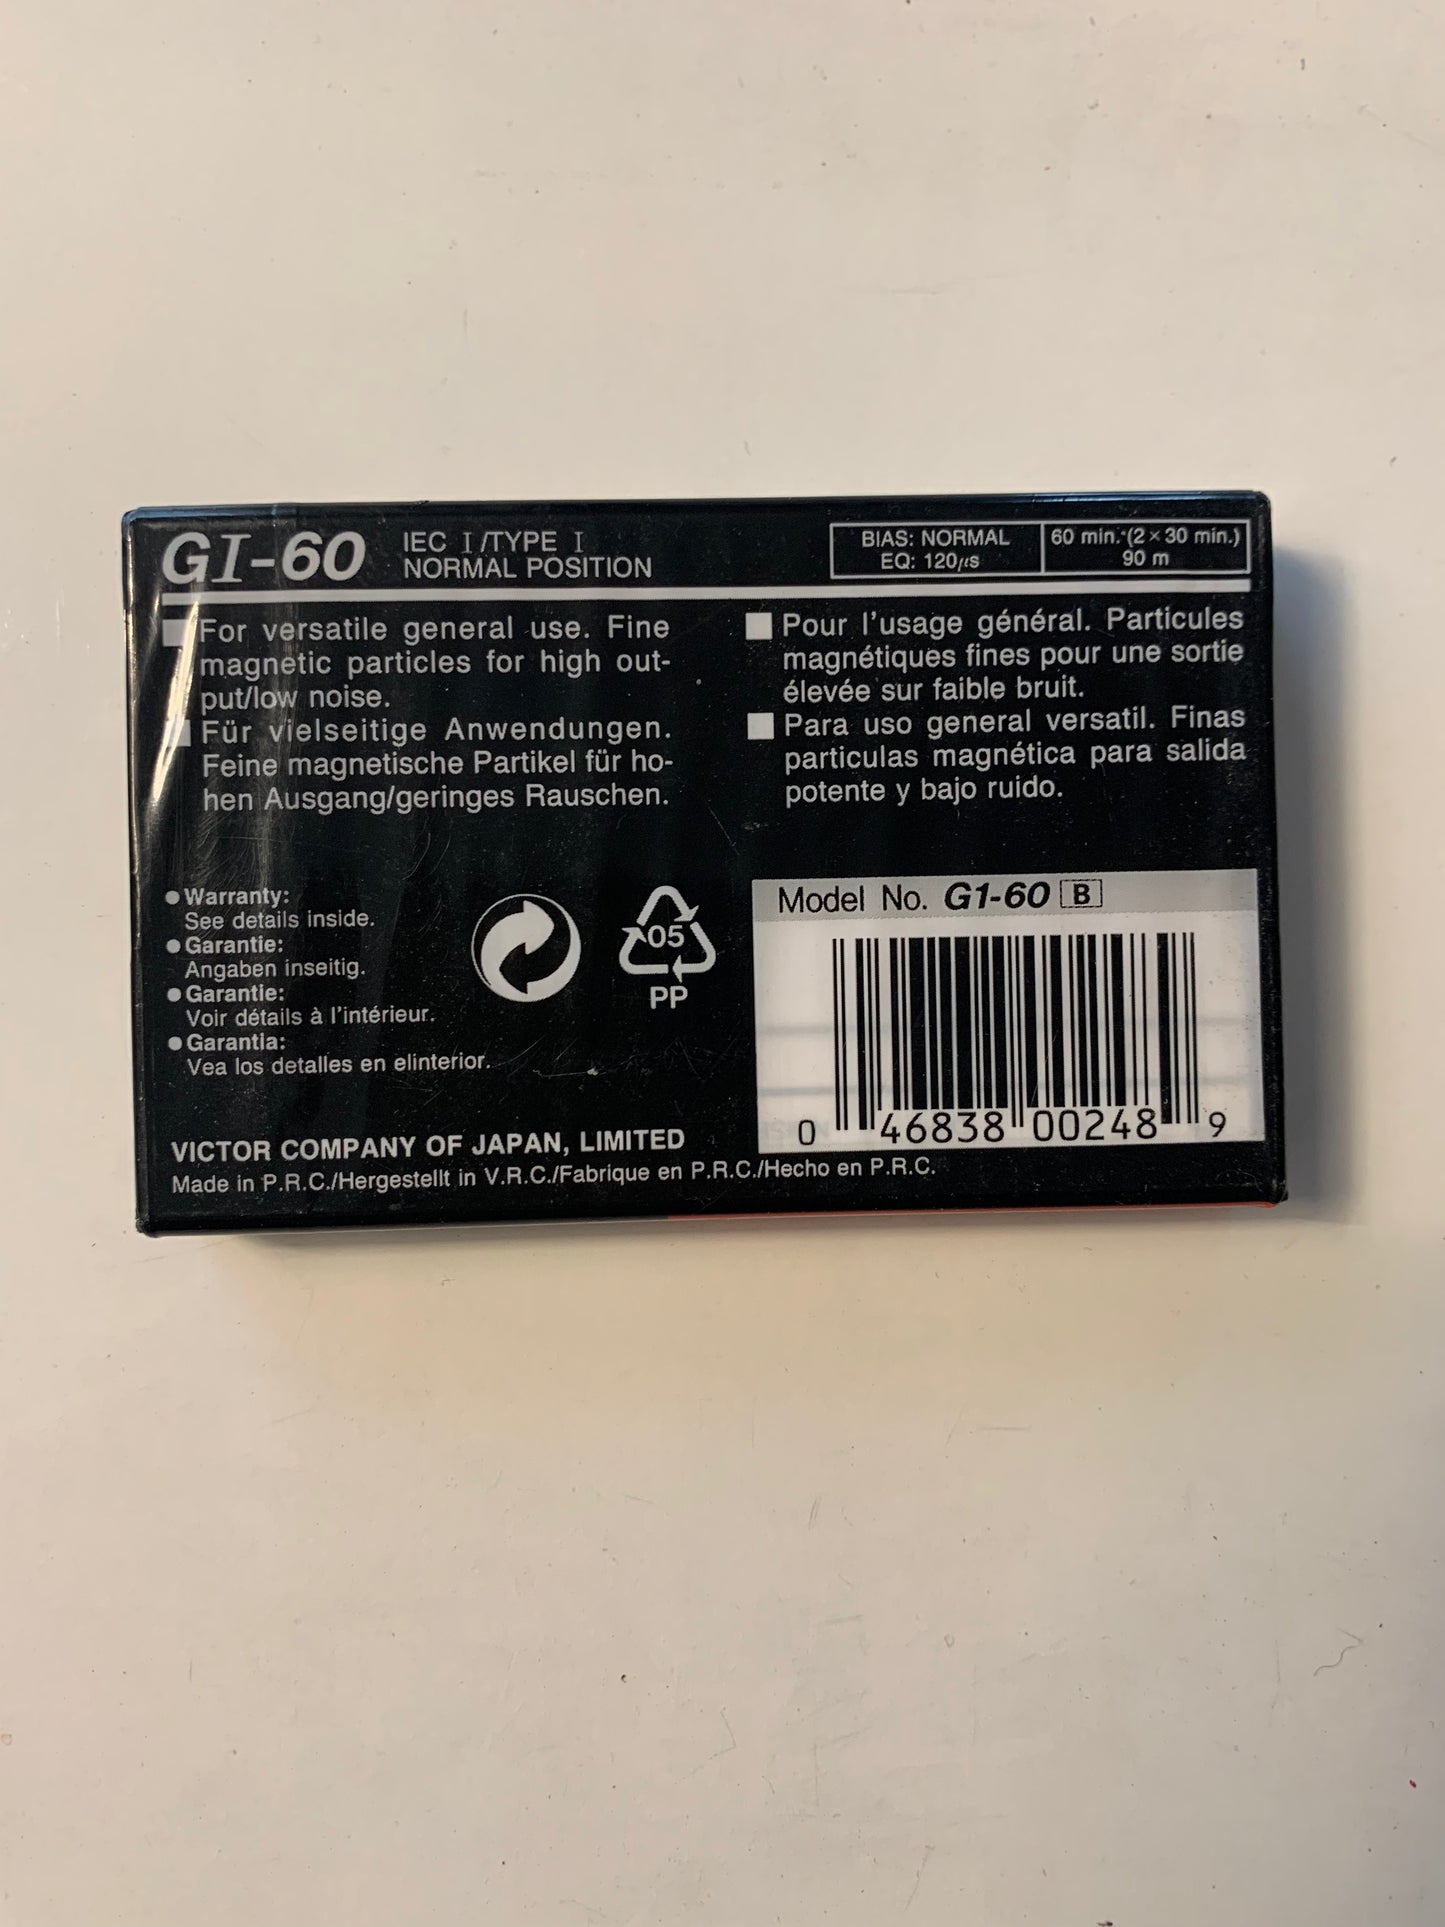 GI-60
IEC I/TYPE I
NORMAL POSITION
BIAS: NORMAL
EQ: 120μs
60 min. (2 × 30 min.)
90 m
For versatile general use. Fine
magnetic particles for high out-
put/low noise.
Für vielseitige Anwendungen.
Feine magnetische Partikel für ho-
hen Ausgang/geringes Rauschen.
Pour l'usage général. Particules
magnétiques fines pour une sortie
élevée sur faible bruit.
Para uso general versatil. Finas
particulas magnética para salida
potente y bajo ruido.
Warranty:
See details inside.
Garantie:
Angaben inseitig.
Garantie:
Voir détails à l'intérieur.
Garantia:
Vea los detalles en elinterior.
05
PP
Model No. G1-60 B
0 46838 00248 9
VICTOR COMPANY OF JAPAN, LIMITED
Made in P.R.C./Hergestellt in V.R.C./Fabrique en P.R.C./Hecho en P.R.C.